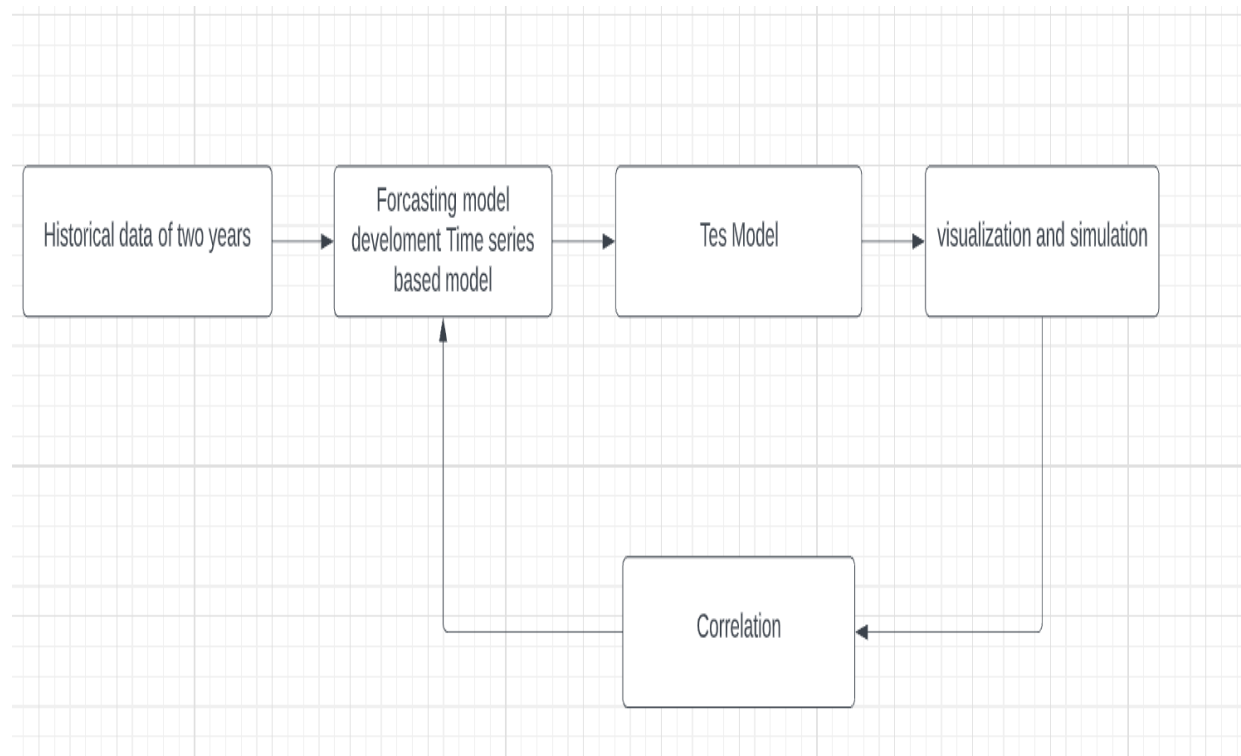 Historical data of two years
Forcasting model
develoment Time series
based model
Tes Model
visualization and simulation
Correlation